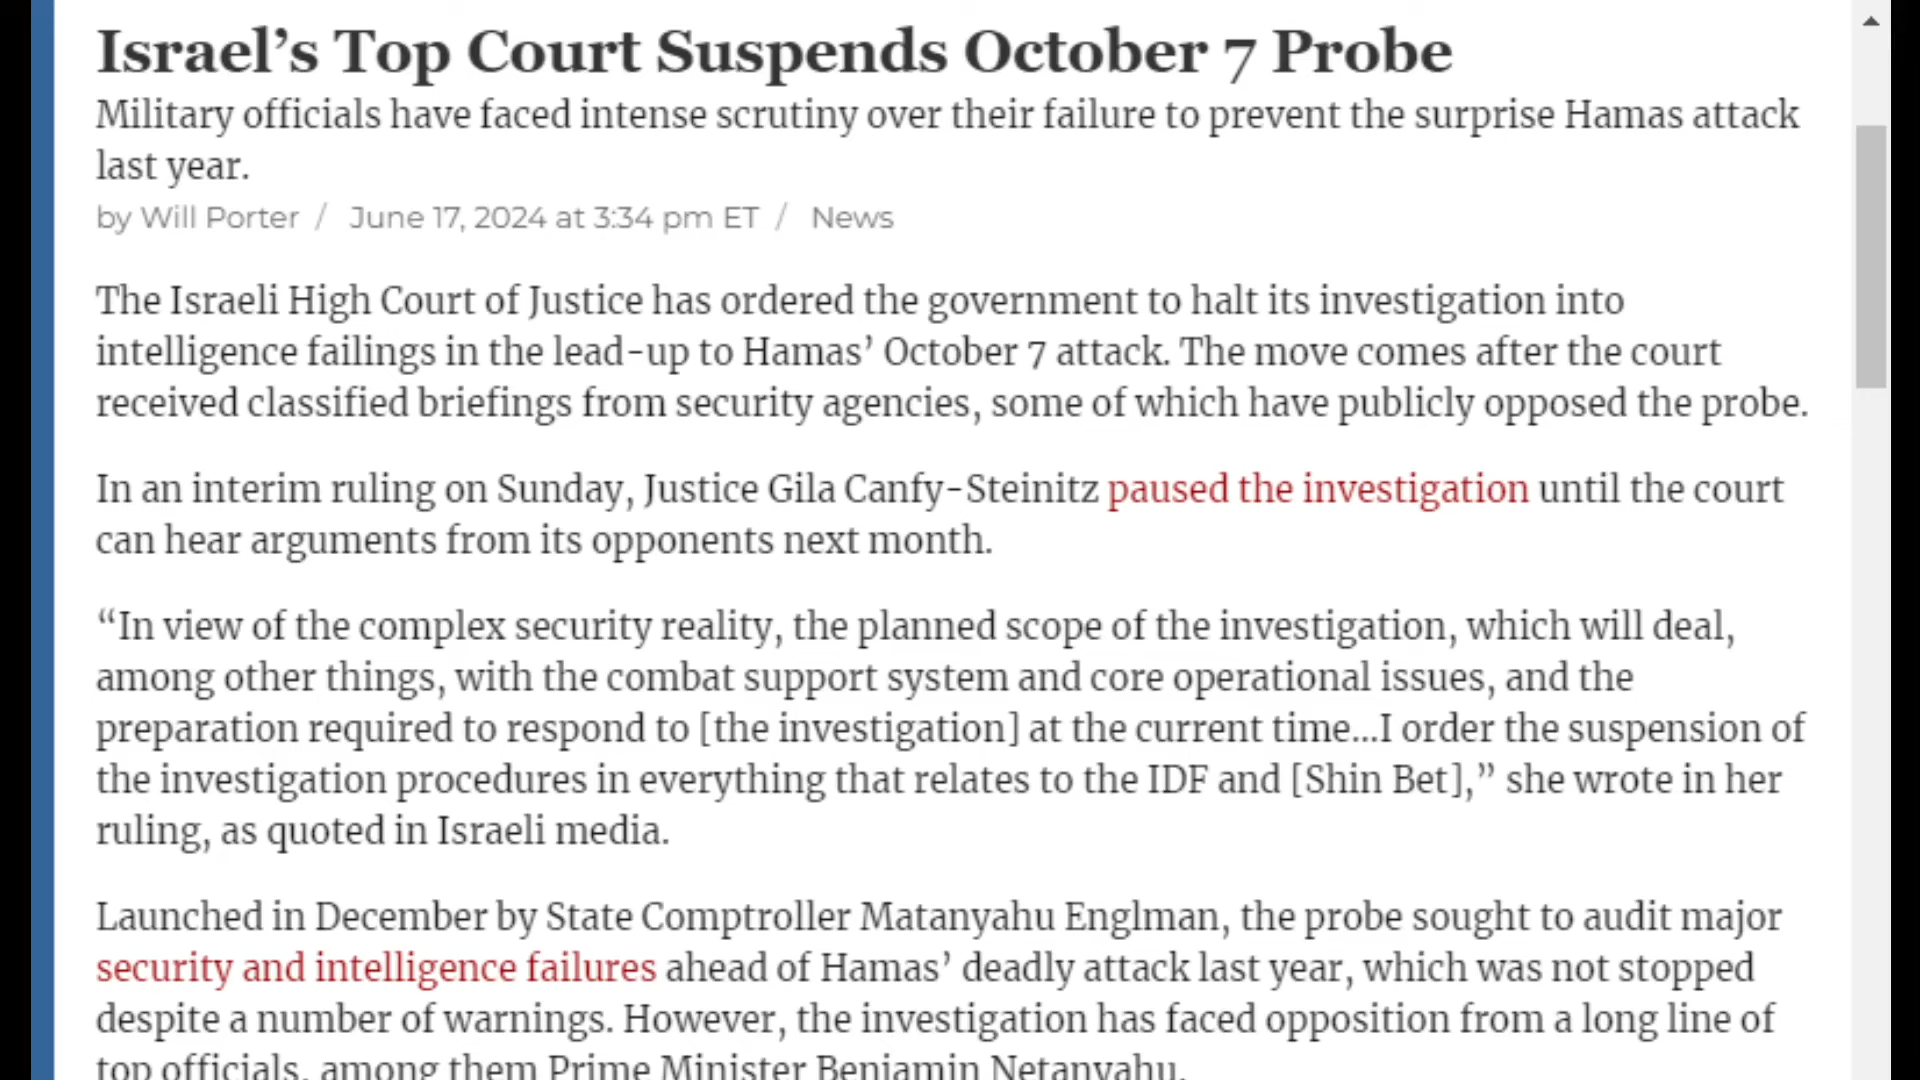 Israel’s Top Court Suspends October 7 Probe
Military officials have faced intense scrutiny over their failure to prevent the surprise Hamas attack
last year.
by Will Porter / June 17, 2024 at 3:34 pm ET / News
The Israeli High Court of Justice has ordered the government to halt its investigation into
intelligence failings in the lead-up to Hamas’ October 7 attack. The move comes after the court
received classified briefings from security agencies, some of which have publicly opposed the probe.
In an interim ruling on Sunday, Justice Gila Canfy-Steinitz paused the investigation until the court
can hear arguments from its opponents next month.
“In view of the complex security reality, the planned scope of the investigation, which will deal,
among other things, with the combat support system and core operational issues, and the
preparation required to respond to [the investigation] at the current time...I order the suspension of
the investigation procedures in everything that relates to the IDF and [Shin Bet],” she wrote in her
ruling, as quoted in Israeli media.
Launched in December by State Comptroller Matanyahu Englman, the probe sought to audit major
security and intelligence failures ahead of Hamas’ deadly attack last year, which was not stopped
despite a number of warnings. However, the investigation has faced opposition from a long line of
top officials, among them Prime Minister Benjamin Netanyahu.